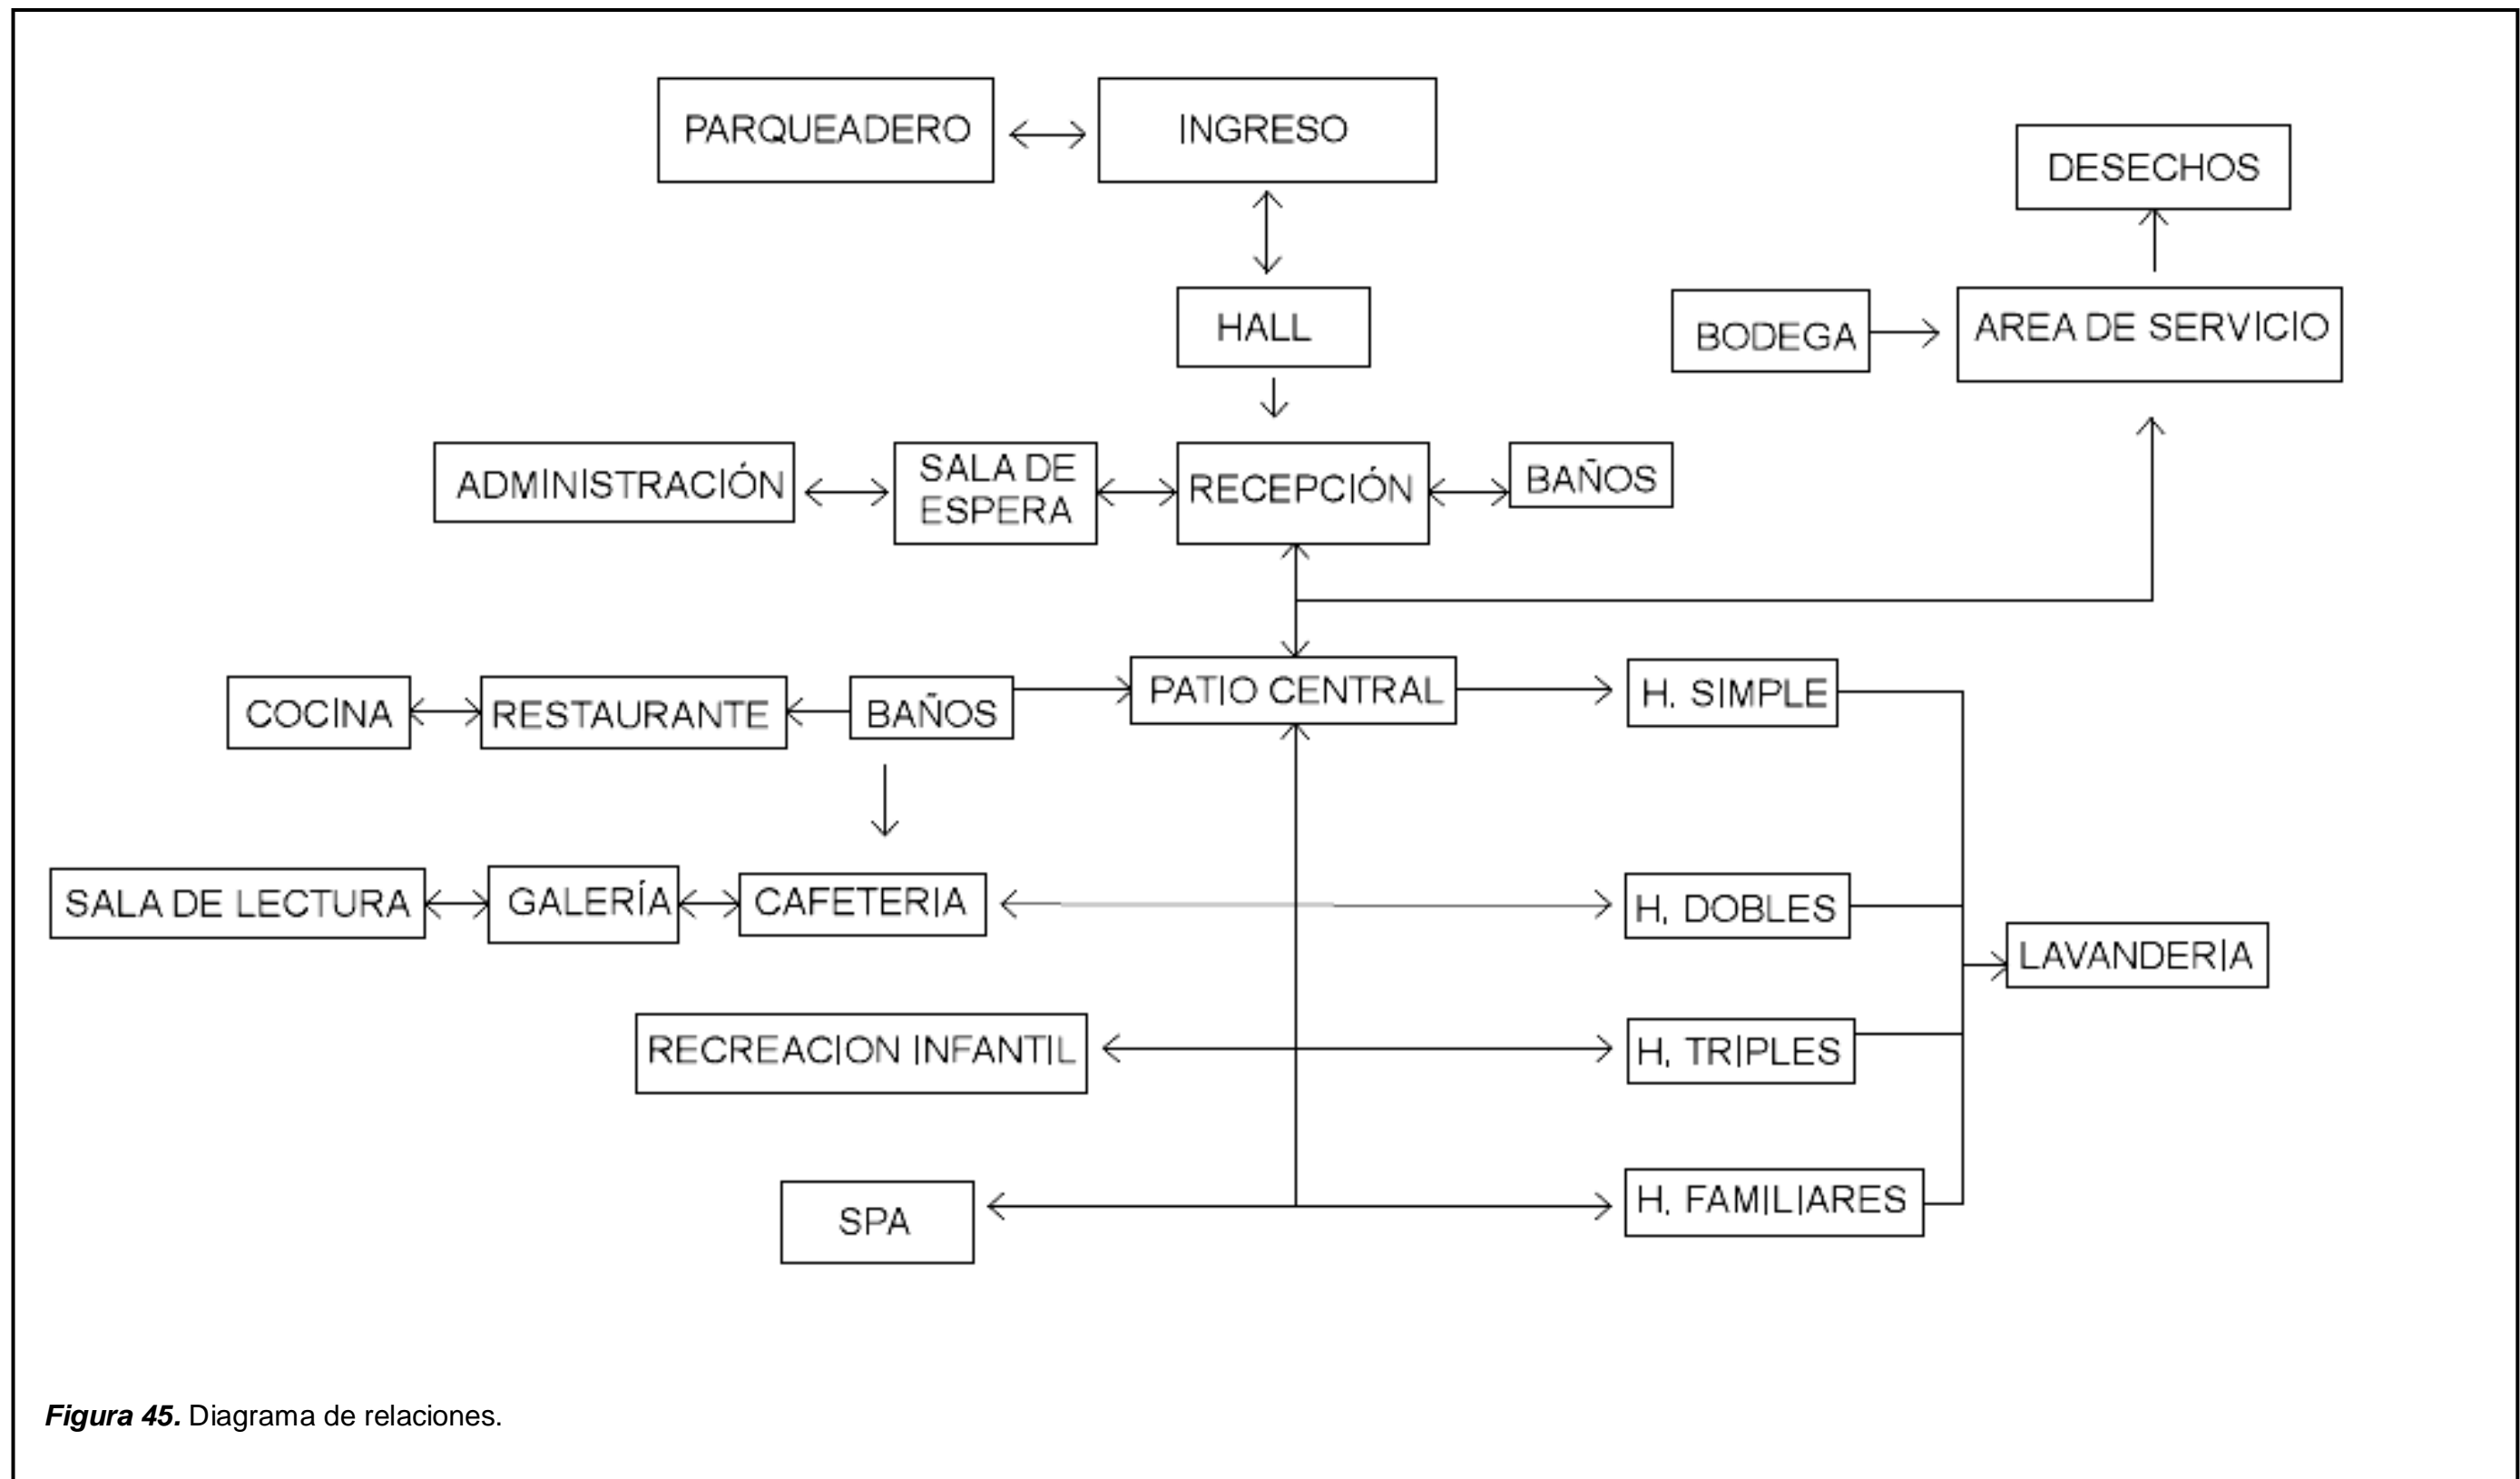 PARQUEADERO
INGRESO
DESECHOS
HALL
BODEGA
AREA DE SERVICIO
ADMINISTRACIÓN
SALA DE
ESPERA
RECEPCIÓN
BAÑOS
COCINA
RESTAURANTE
BAÑOS
PATIO CENTRAL
H. SIMPLE
SALA DE LECTURA
GALERÍA
CAFETERIA
H. DOBLES
LAVANDERIA
RECREACION INFANTIL
H. TRIPLES
SPA
H. FAMILIARES
Figura 45. Diagrama de relaciones.